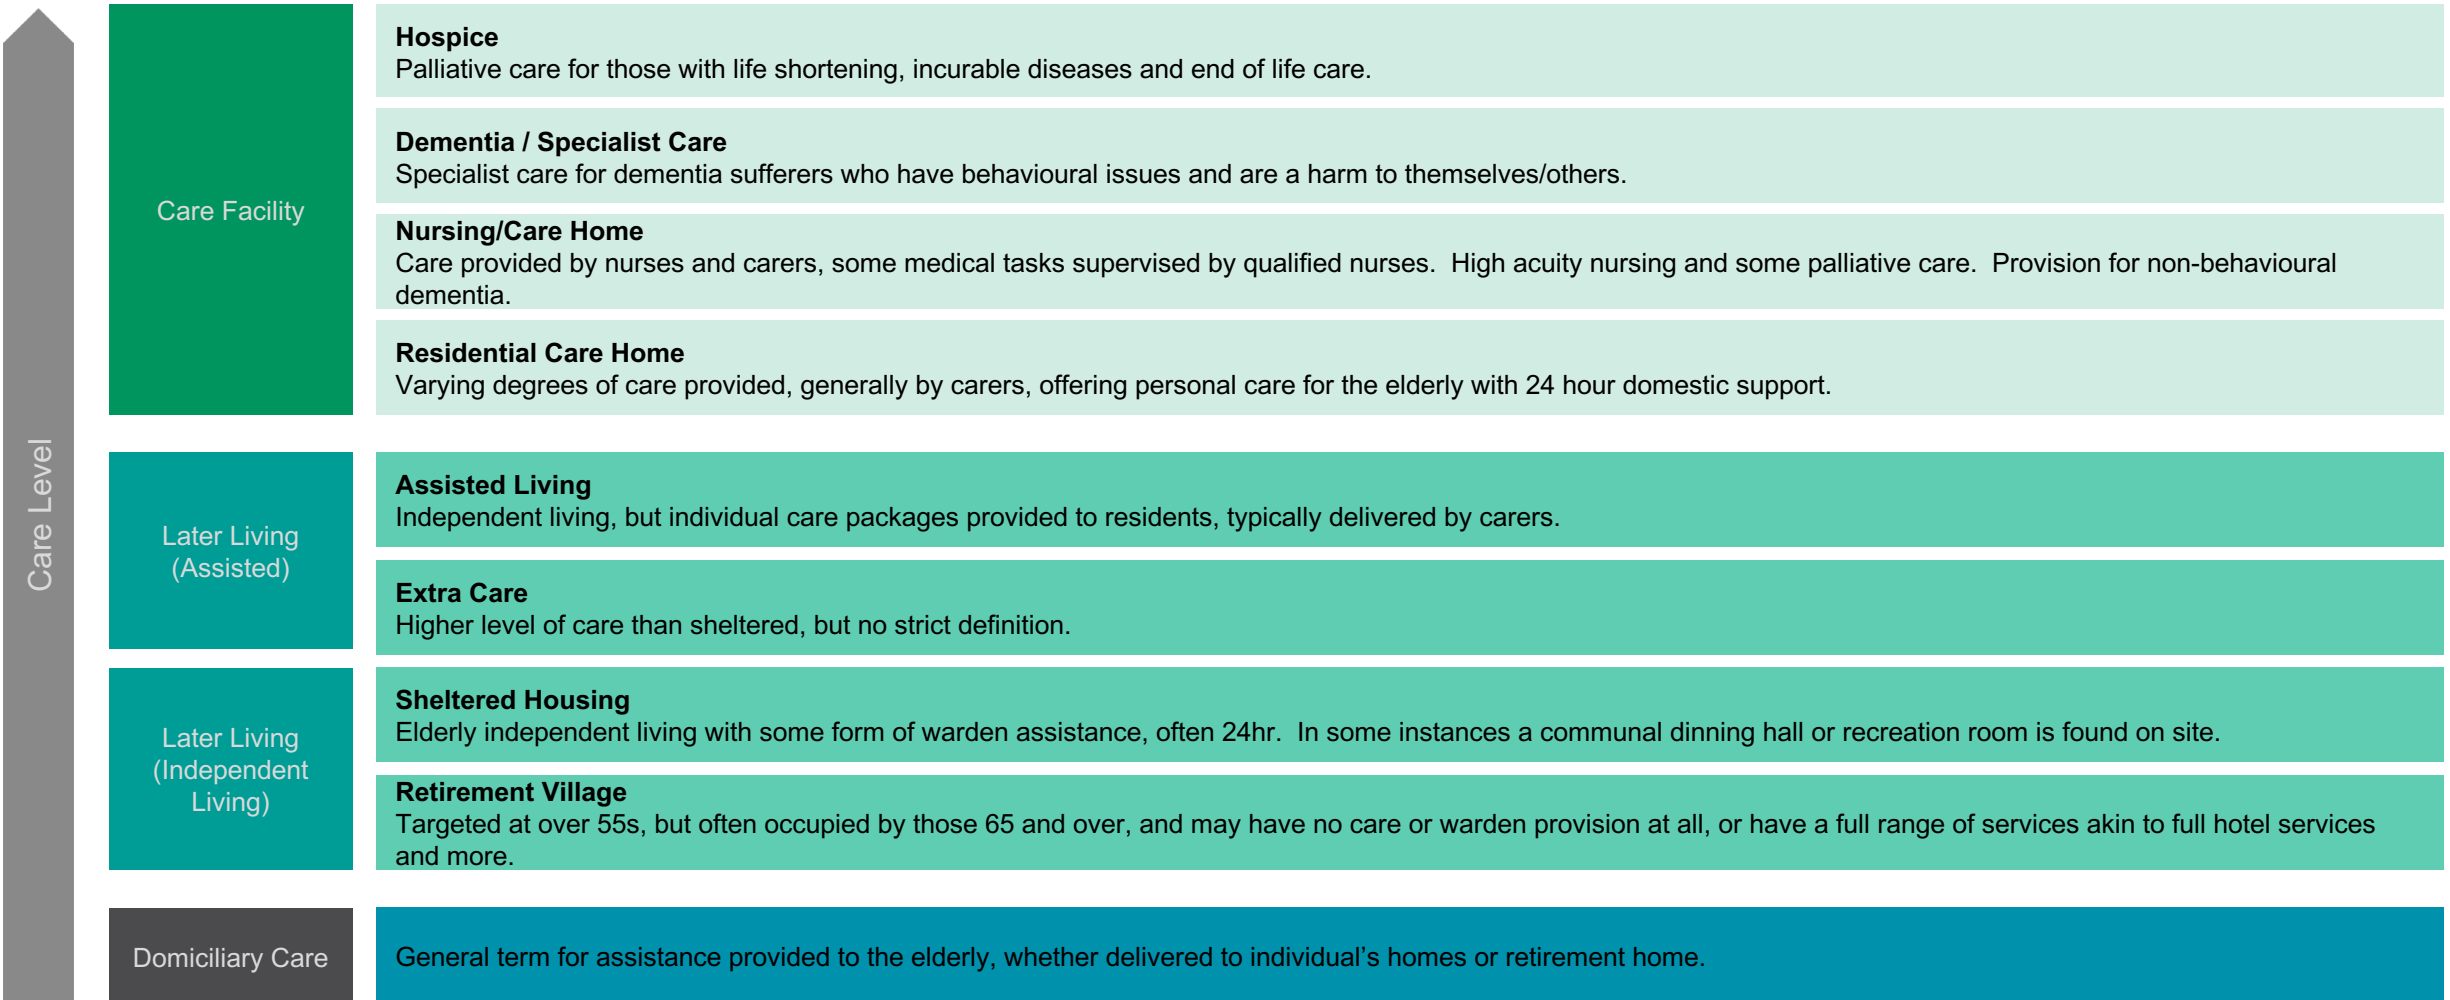 Care Level
Care Facility
Hospice
Palliative care for those with life shortening, incurable diseases and end of life care.
Dementia / Specialist Care
Specialist care for dementia sufferers who have behavioural issues and are a harm to themselves/others.
Nursing/Care Home
Care provided by nurses and carers, some medical tasks supervised by qualified nurses.  High acuity nursing and some palliative care.  Provision for non-behavioural
dementia.
Residential Care Home
Varying degrees of care provided, generally by carers, offering personal care for the elderly with 24 hour domestic support.
Later Living
(Assisted)
Assisted Living
Independent living, but individual care packages provided to residents, typically delivered by carers.
Extra Care
Higher level of care than sheltered, but no strict definition.
Later Living
(Independent
Living)
Sheltered Housing
Elderly independent living with some form of warden assistance, often 24hr.  In some instances a communal dinning hall or recreation room is found on site.
Retirement Village
Targeted at over 55s, but often occupied by those 65 and over, and may have no care or warden provision at all, or have a full range of services akin to full hotel services
and more.
Domiciliary Care
General term for assistance provided to the elderly, whether delivered to individual’s homes or retirement home.